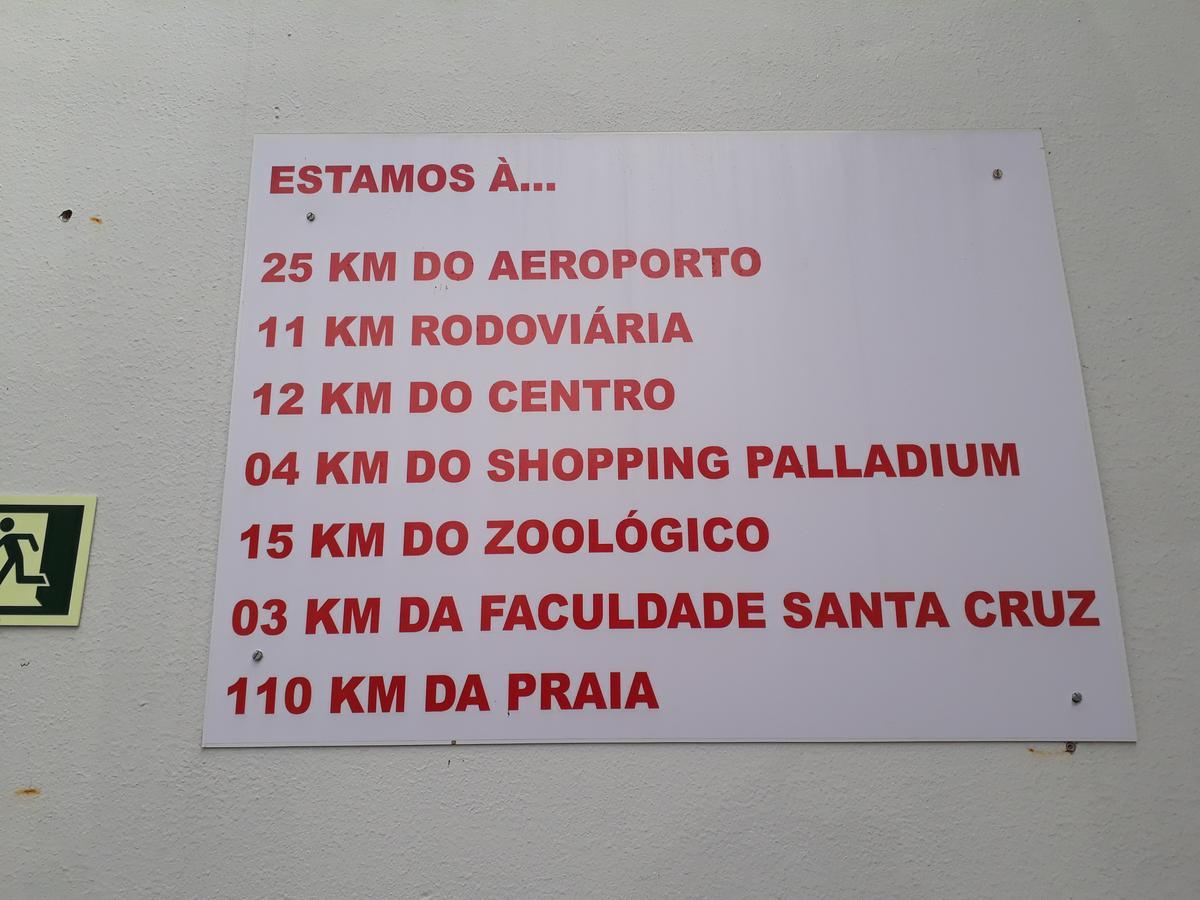 ESTAMOS À...
25 KM DO AEROPORTO
11 KM RODOVIÁRIA
12 KM DO CENTRO
04 KM DO SHOPPING PALLADIUM
15 KM DO ZOOLÓGICO
03 KM DA FACULDADE SANTA CRUZ
110 KM DA PRAIA